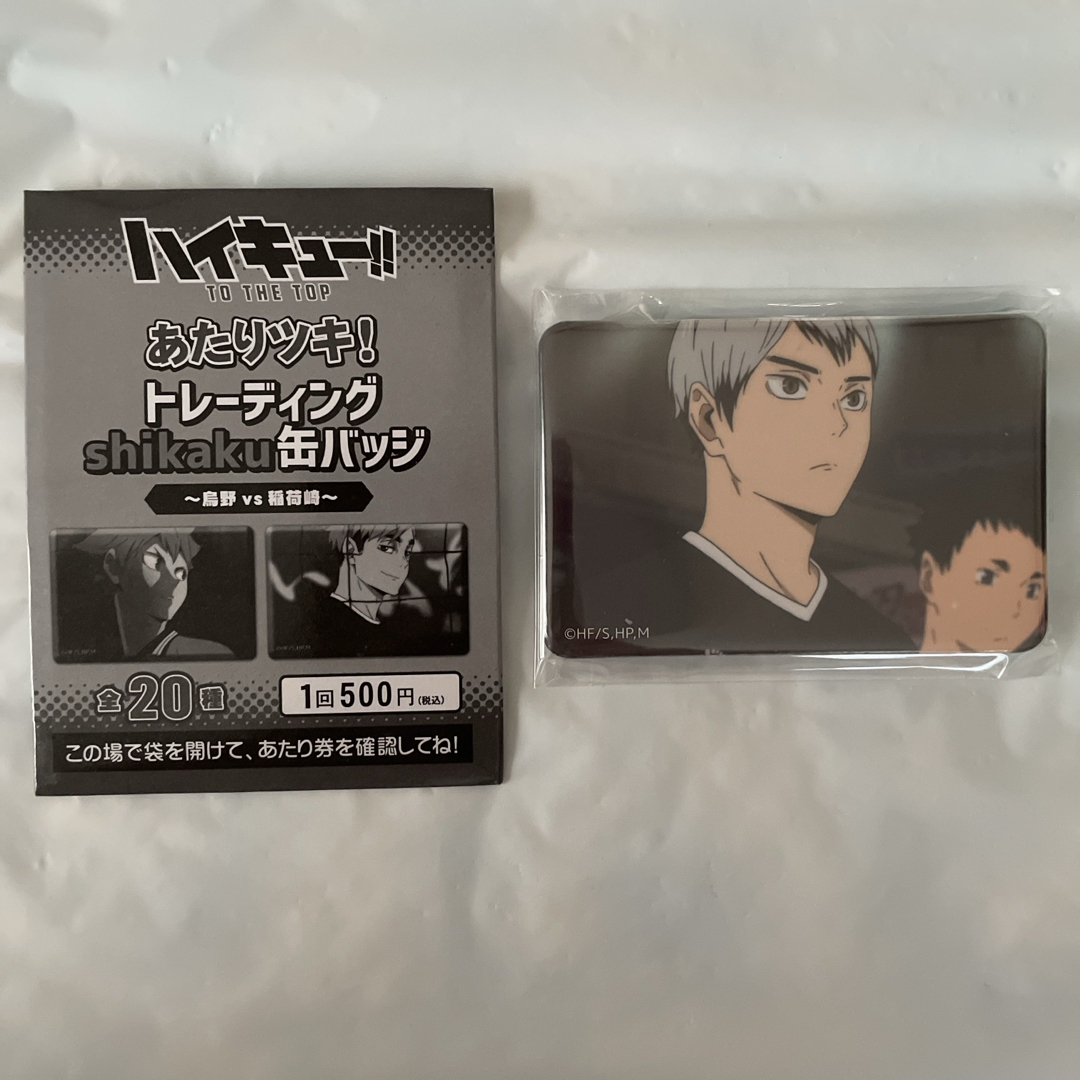 ハイキュー!!
TO THE TOP
あたりツキ!
トレーディング
shikaku缶バッジ
～烏野 vs 稲荷崎～
全20種
1回500円(税込)
この場で袋を開けて、あたり券を確認してね!
©HF/S,HP,M